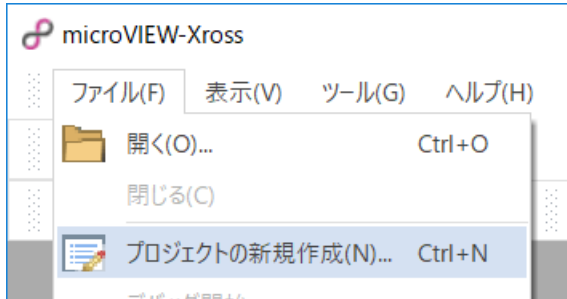 microVIEW-Xross
ファイル(F) 表示(V) ツール(G) ヘルプ(H)
開く(O)... Ctrl+O
閉じる(C)
プロジェクトの新規作成(N)... Ctrl+N